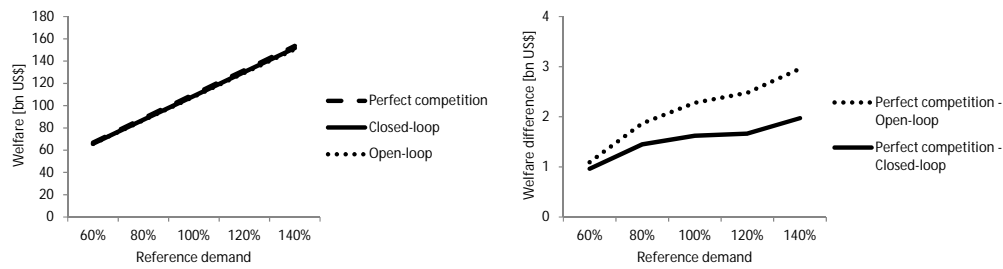 Welfare [bn US$]
180
160
140
120
100
80
60
40
20
0
60%
80%
100%
120%
140%
Reference demand
Perfect competition
Closed-loop
Open-loop
Welfare difference [bn US$]
4
3
2
1
0
60%
80%
100%
120%
140%
Reference demand
Perfect competition -
Open-loop
Perfect competition -
Closed-loop